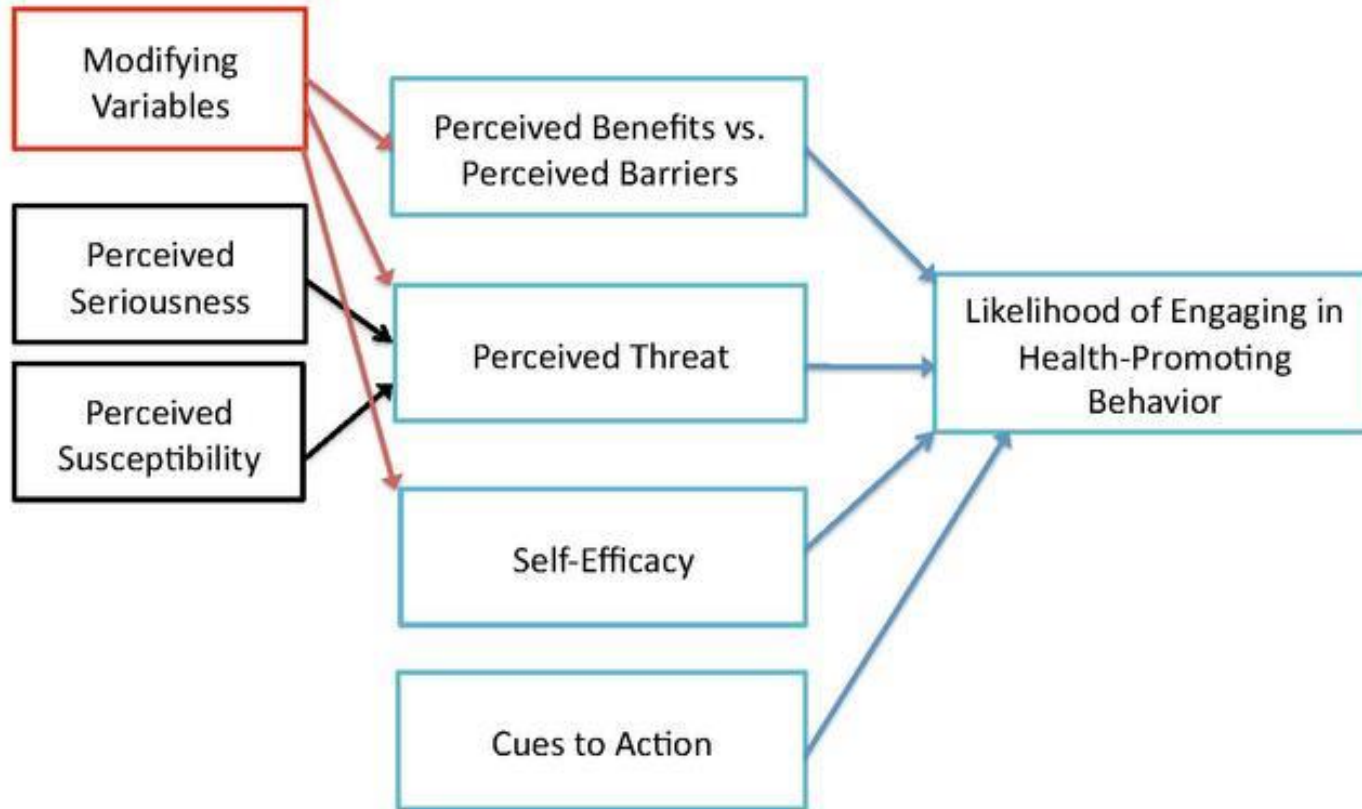 Modifying
Variables
Perceived Benefits vs.
Perceived Barriers
Perceived
Seriousness
Perceived Threat
Likelihood of Engaging in
Health-Promoting
Behavior
Perceived
Susceptibility
Self-Efficacy
Cues to Action